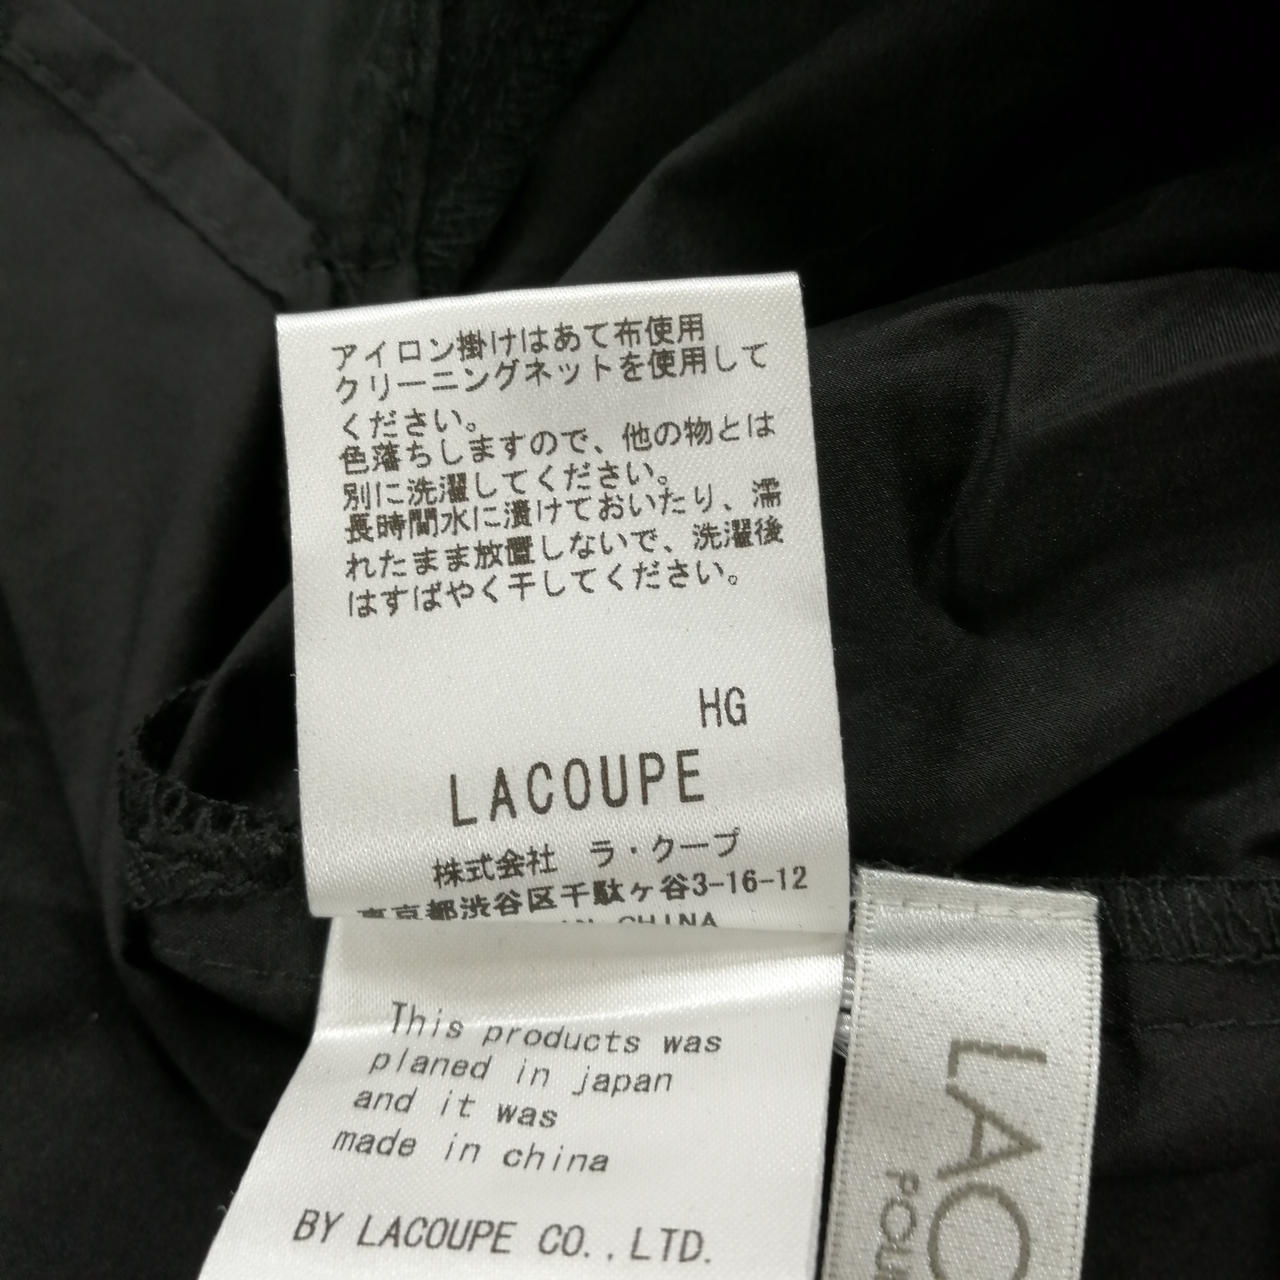 アイロン掛けはあて布使用
クリーニングネットを使用して
ください。
色落ちしますので、他の物とは
別に洗濯してください。
長時間水に漬けておいたり、濡
れたまま放置しないで、洗濯後
はすばやく干してください。
HG
LACOUPE
株式会社 ラ・クープ
東京都渋谷区千駄ヶ谷3-16-12
CHINA
This products was
planed in japan
and it was
made in china
BY LACOUPE CO.,LTD.
LACO
POUR